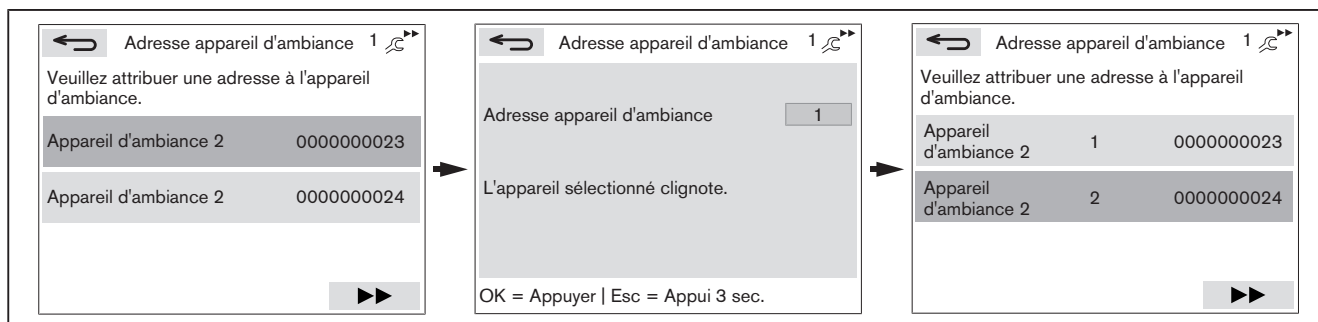 Adresse appareil d'ambiance 1
Veuillez attribuer une adresse à l'appareil
d'ambiance.
Appareil d'ambiance 2 0000000023
Appareil d'ambiance 2 0000000024
Adresse appareil d'ambiance 1
Adresse appareil d'ambiance 1
L'appareil sélectionné clignote.
OK = Appuyer | Esc = Appui 3 sec.
Adresse appareil d'ambiance 1
Veuillez attribuer une adresse à l'appareil
d'ambiance.
Appareil
d'ambiance 2 1 0000000023
Appareil
d'ambiance 2 2 0000000024